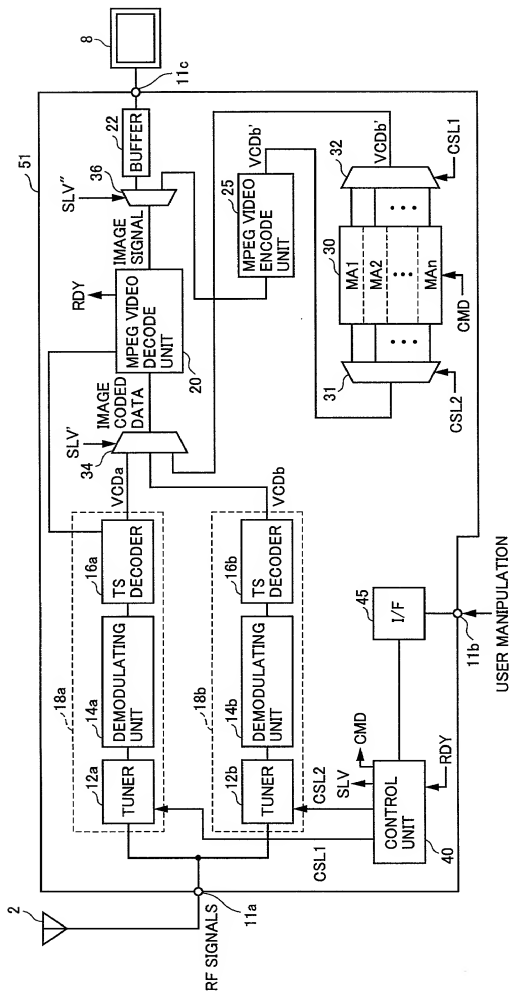 51
8
11c
22
BUFFER
36
SLV"
IMAGE
SIGNAL
RDY
MPEG VIDEO
DECODE
UNIT
20
IMAGE
CODED
DATA
SLV'
34
VCDa
VCDb
25
MPEG VIDEO
ENCODE
UNIT
VCDb'
VCDb'
32
CSL1
30
MA1
MA2
...
MAn
...
...
CMD
31
CSL2
18a
16a
TS
DECODER
14a
DEMODULATING
UNIT
12a
TUNER
18b
16b
TS
DECODER
14b
DEMODULATING
UNIT
12b
TUNER
CSL1
CSL2
SLV
CMD
CONTROL
UNIT
40
RDY
45
I/F
11b
USER MANIPULATION
2
11a
RF SIGNALS